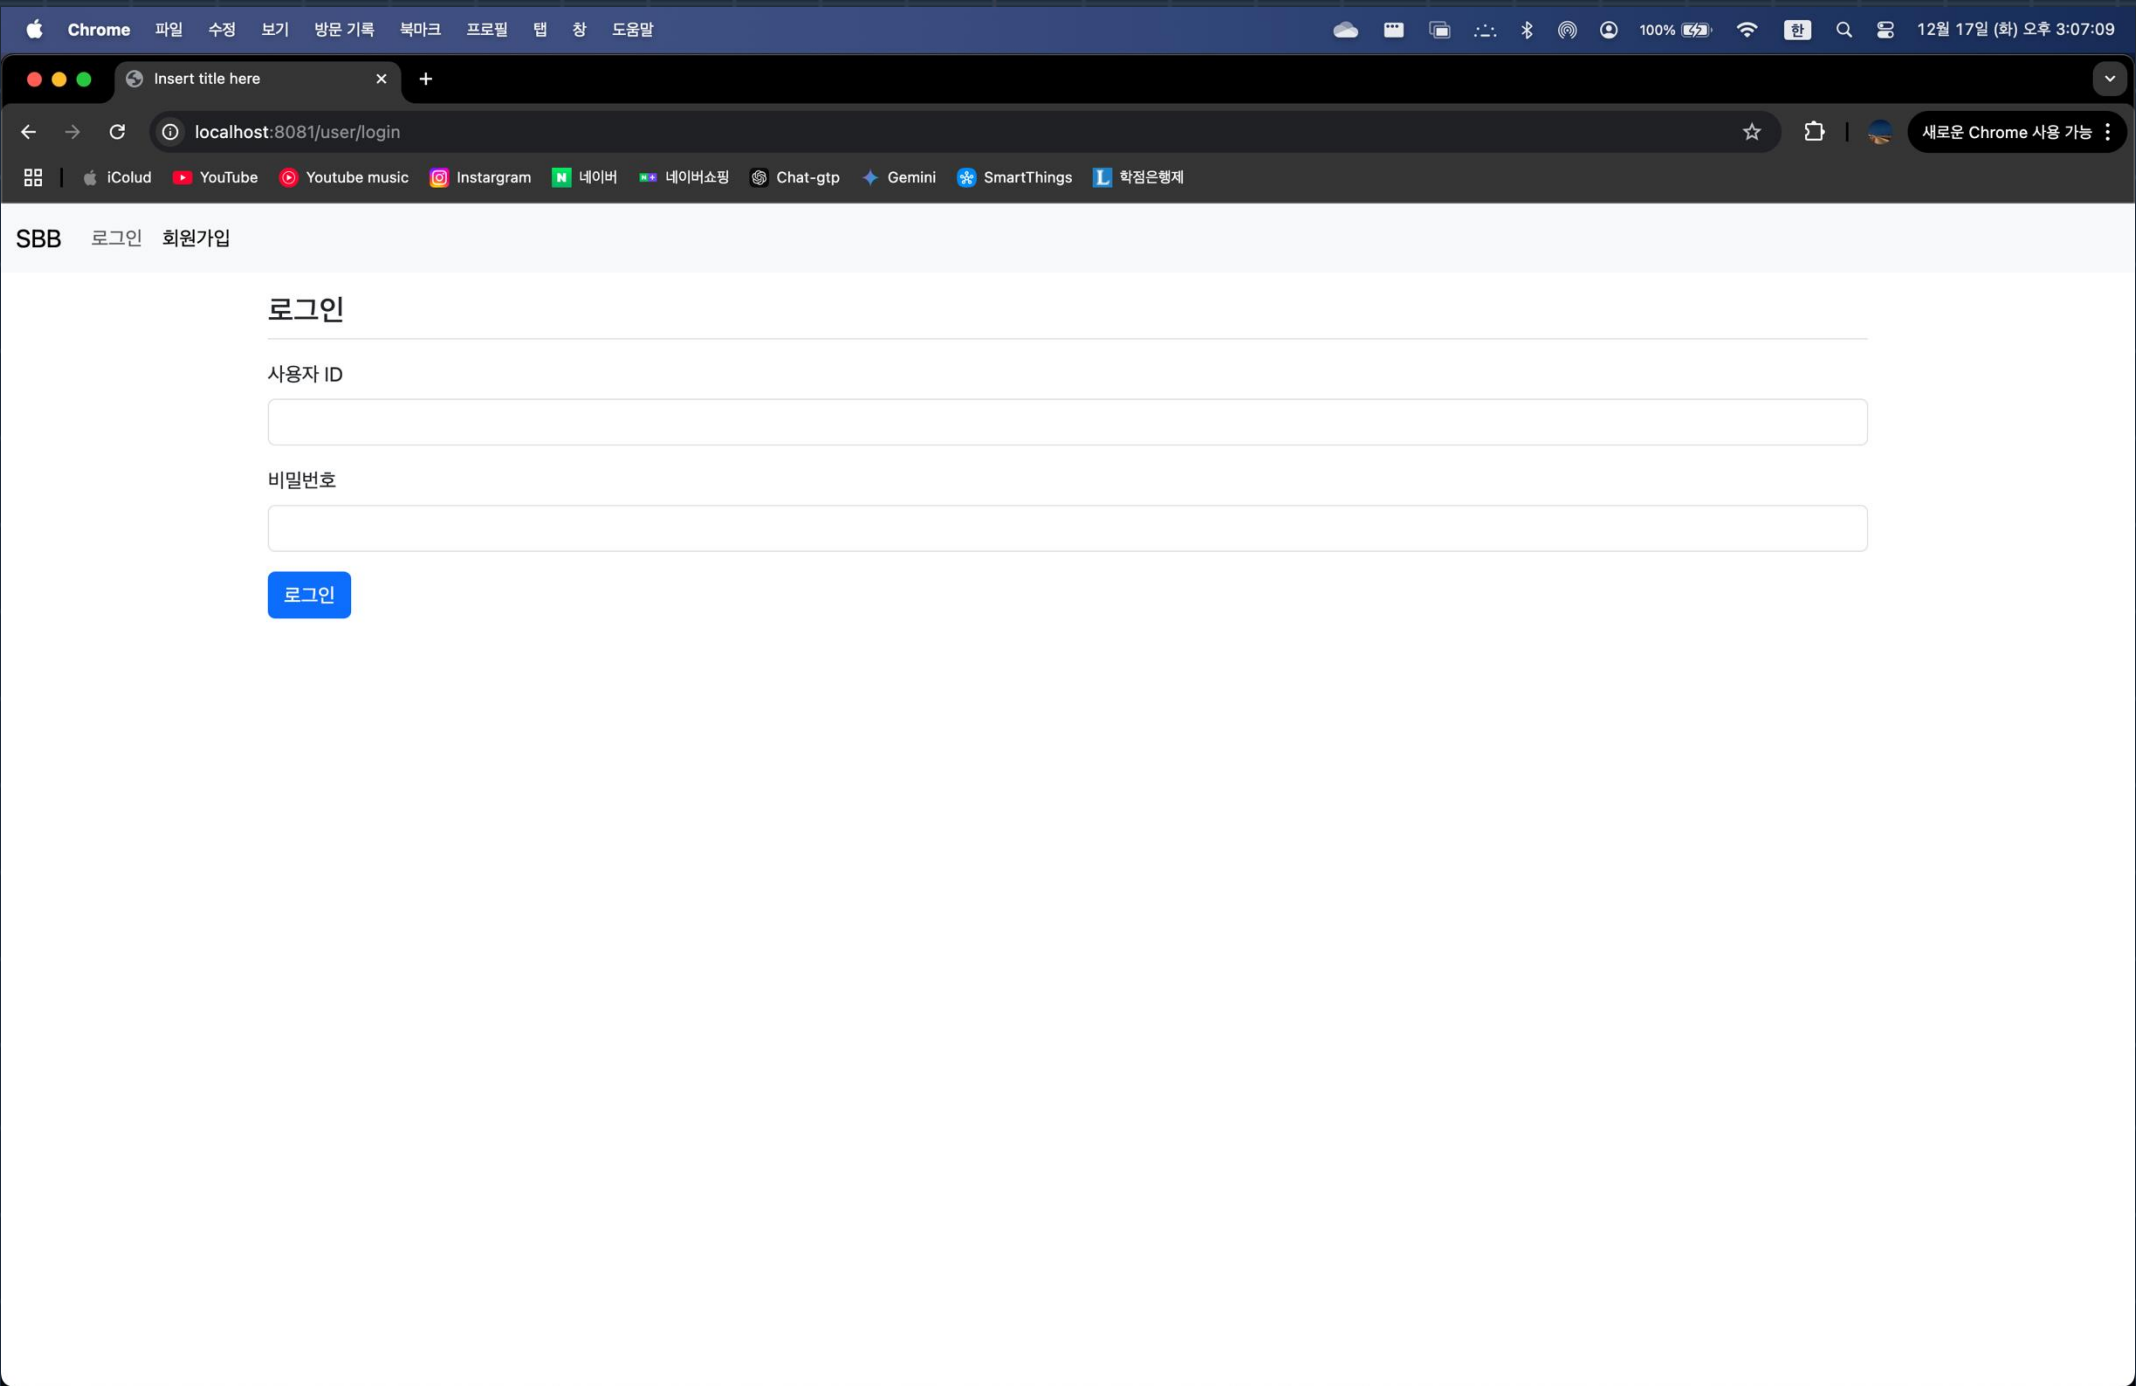 Chrome 파일 수정 보기 방문 기록 북마크 프로필 탭 창 도움말 100% 한 12월 17일 (화) 오후 3:07:09
Insert title here
localhost:8081/user/login 새로운 Chrome 사용 가능
iColud YouTube Youtube music Instargram N 네이버 N+ 네이버쇼핑 Chat-gtp Gemini SmartThings L 학점은행제
SBB 로그인 회원가입
로그인
사용자 ID
비밀번호
로그인